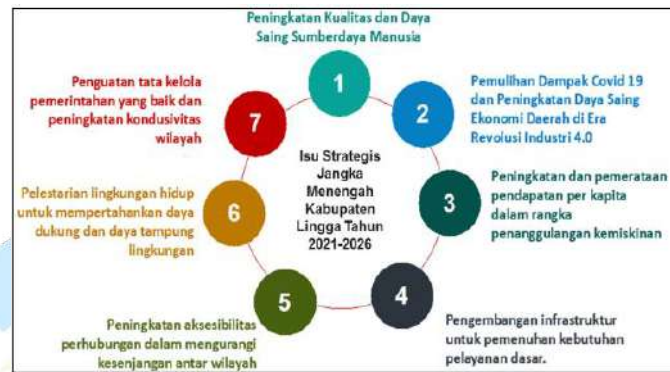 Peningkatan Kualitas dan Daya
Saing Sumberdaya Manusia
1
Pemulihan Dampak Covid 19
dan Peningkatan Daya Saing
Ekonomi Daerah di Era
Revolusi Industri 4.0
2
Peningkatan dan pemerataan
pendapatan per kapita
dalam rangka
penanggulangan kemiskinan
3
Pengembangan infrastruktur
untuk pemenuhan kebutuhan
pelayanan dasar.
4
Peningkatan aksesibilitas
perhubungan dalam mengurangi
kesenjangan antar wilayah
5
Pelestarian lingkungan hidup
untuk mempertahankan daya
dukung dan daya tampung
lingkungan
6
Penguatan tata kelola
pemerintahan yang baik dan
peningkatan kondusivitas
wilayah
7
Isu Strategis
Jangka
Menengah
Kabupaten
Lingga Tahun
2021-2026